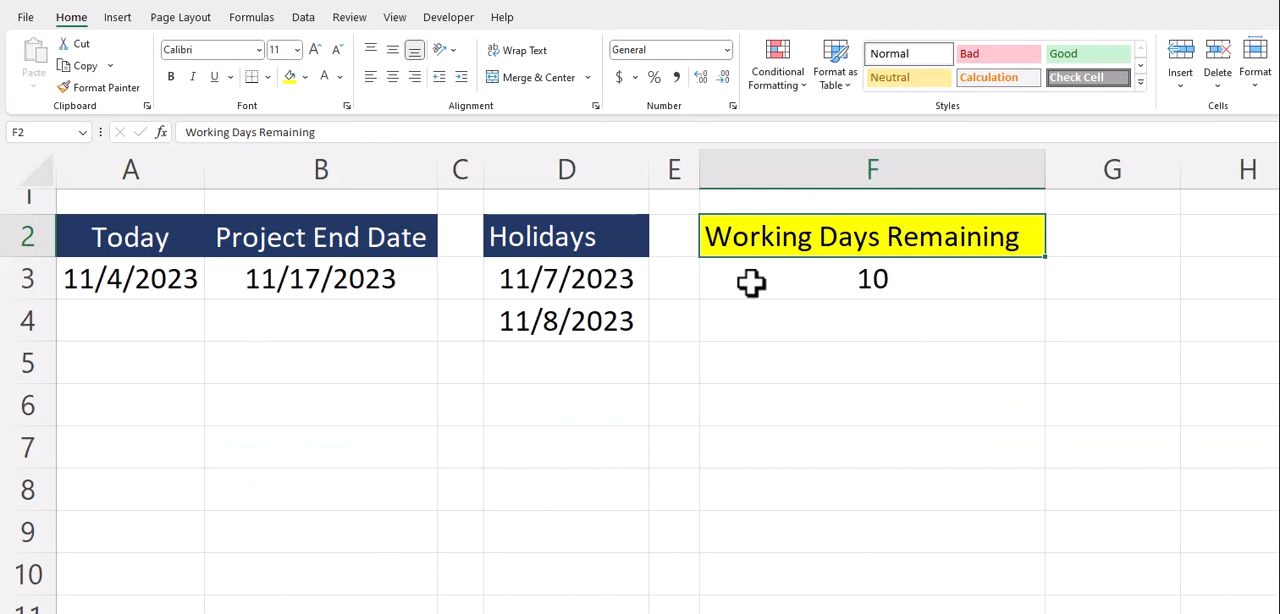 File Home Insert Page Layout Formulas Data Review View Developer Help
Paste
Cut
Copy
Format Painter
Clipboard
Calibri 11 A A
B I U A
Font
Wrap Text
Merge & Center
Alignment
General
$ %
Number
Conditional Formatting
Format as Table
Normal Bad Good
Neutral Calculation Check Cell
Styles
Insert Delete Format
Cells
F2 fx Working Days Remaining
A B C D E F G H
1
2 Today Project End Date Holidays Working Days Remaining
3 11/4/2023 11/17/2023 11/7/2023 10
4 11/8/2023
5
6
7
8
9
10
11